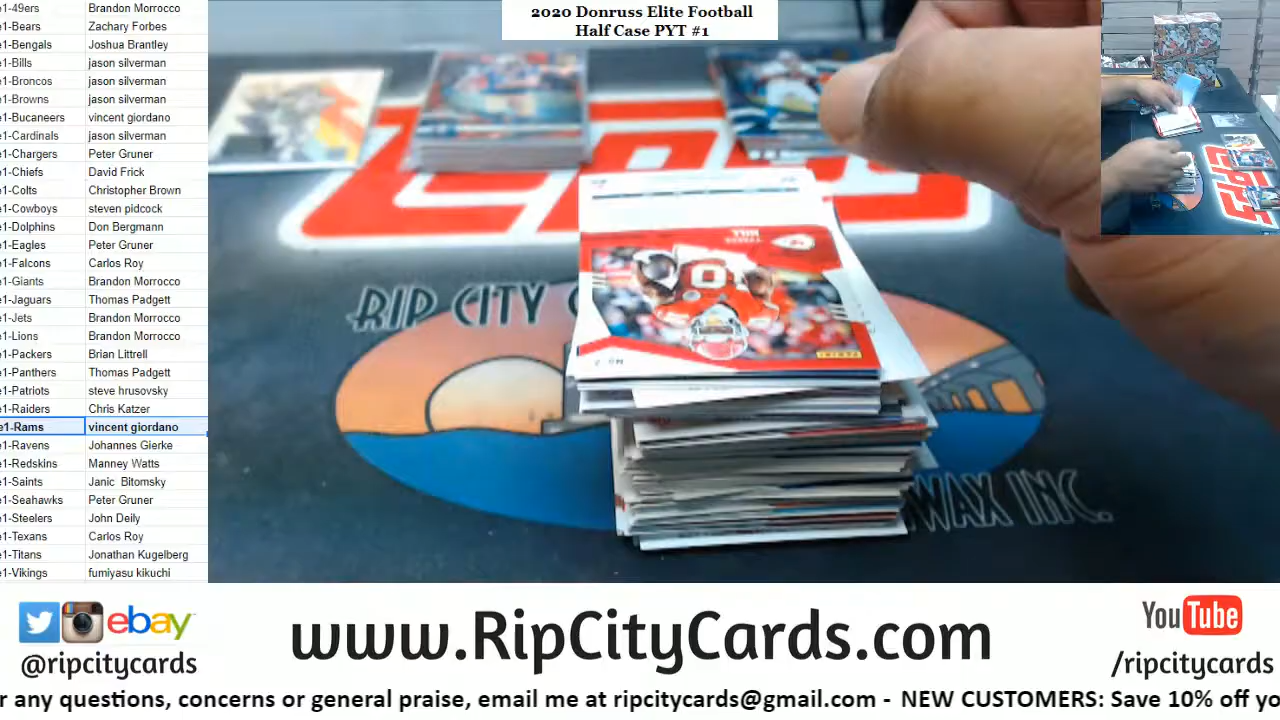 2020 Donruss Elite Football
Half Case PYT #1
e1-49ers Brandon Morrocco
e1-Bears Zachary Forbes
e1-Bengals Joshua Brantley
e1-Bills jason silverman
e1-Broncos jason silverman
e1-Browns jason silverman
e1-Bucaneers vincent giordano
e1-Cardinals jason silverman
e1-Chargers Peter Gruner
e1-Chiefs David Frick
e1-Colts Christopher Brown
e1-Cowboys steven pidcock
e1-Dolphins Don Bergmann
e1-Eagles Peter Gruner
e1-Falcons Carlos Roy
e1-Giants Brandon Morrocco
e1-Jaguars Thomas Padgett
e1-Jets Brandon Morrocco
e1-Lions Brandon Morrocco
e1-Packers Brian Littrell
e1-Panthers Thomas Padgett
e1-Patriots steve hrusovsky
e1-Raiders Chris Katzer
e1-Rams vincent giordano
e1-Ravens Johannes Gierke
e1-Redskins Manney Watts
e1-Saints Janic Bitomsky
e1-Seahawks Peter Gruner
e1-Steelers John Deily
e1-Texans Carlos Roy
e1-Titans Jonathan Kugelberg
e1-Vikings fumiyasu kikuchi
RIP CITY
HILL
10
PANINI
WAX INC.
ebay
@ripcitycards
www.RipCityCards.com
YouTube
/ripcitycards
r any questions, concerns or general praise, email me at ripcitycards@gmail.com - NEW CUSTOMERS: Save 10% off yo